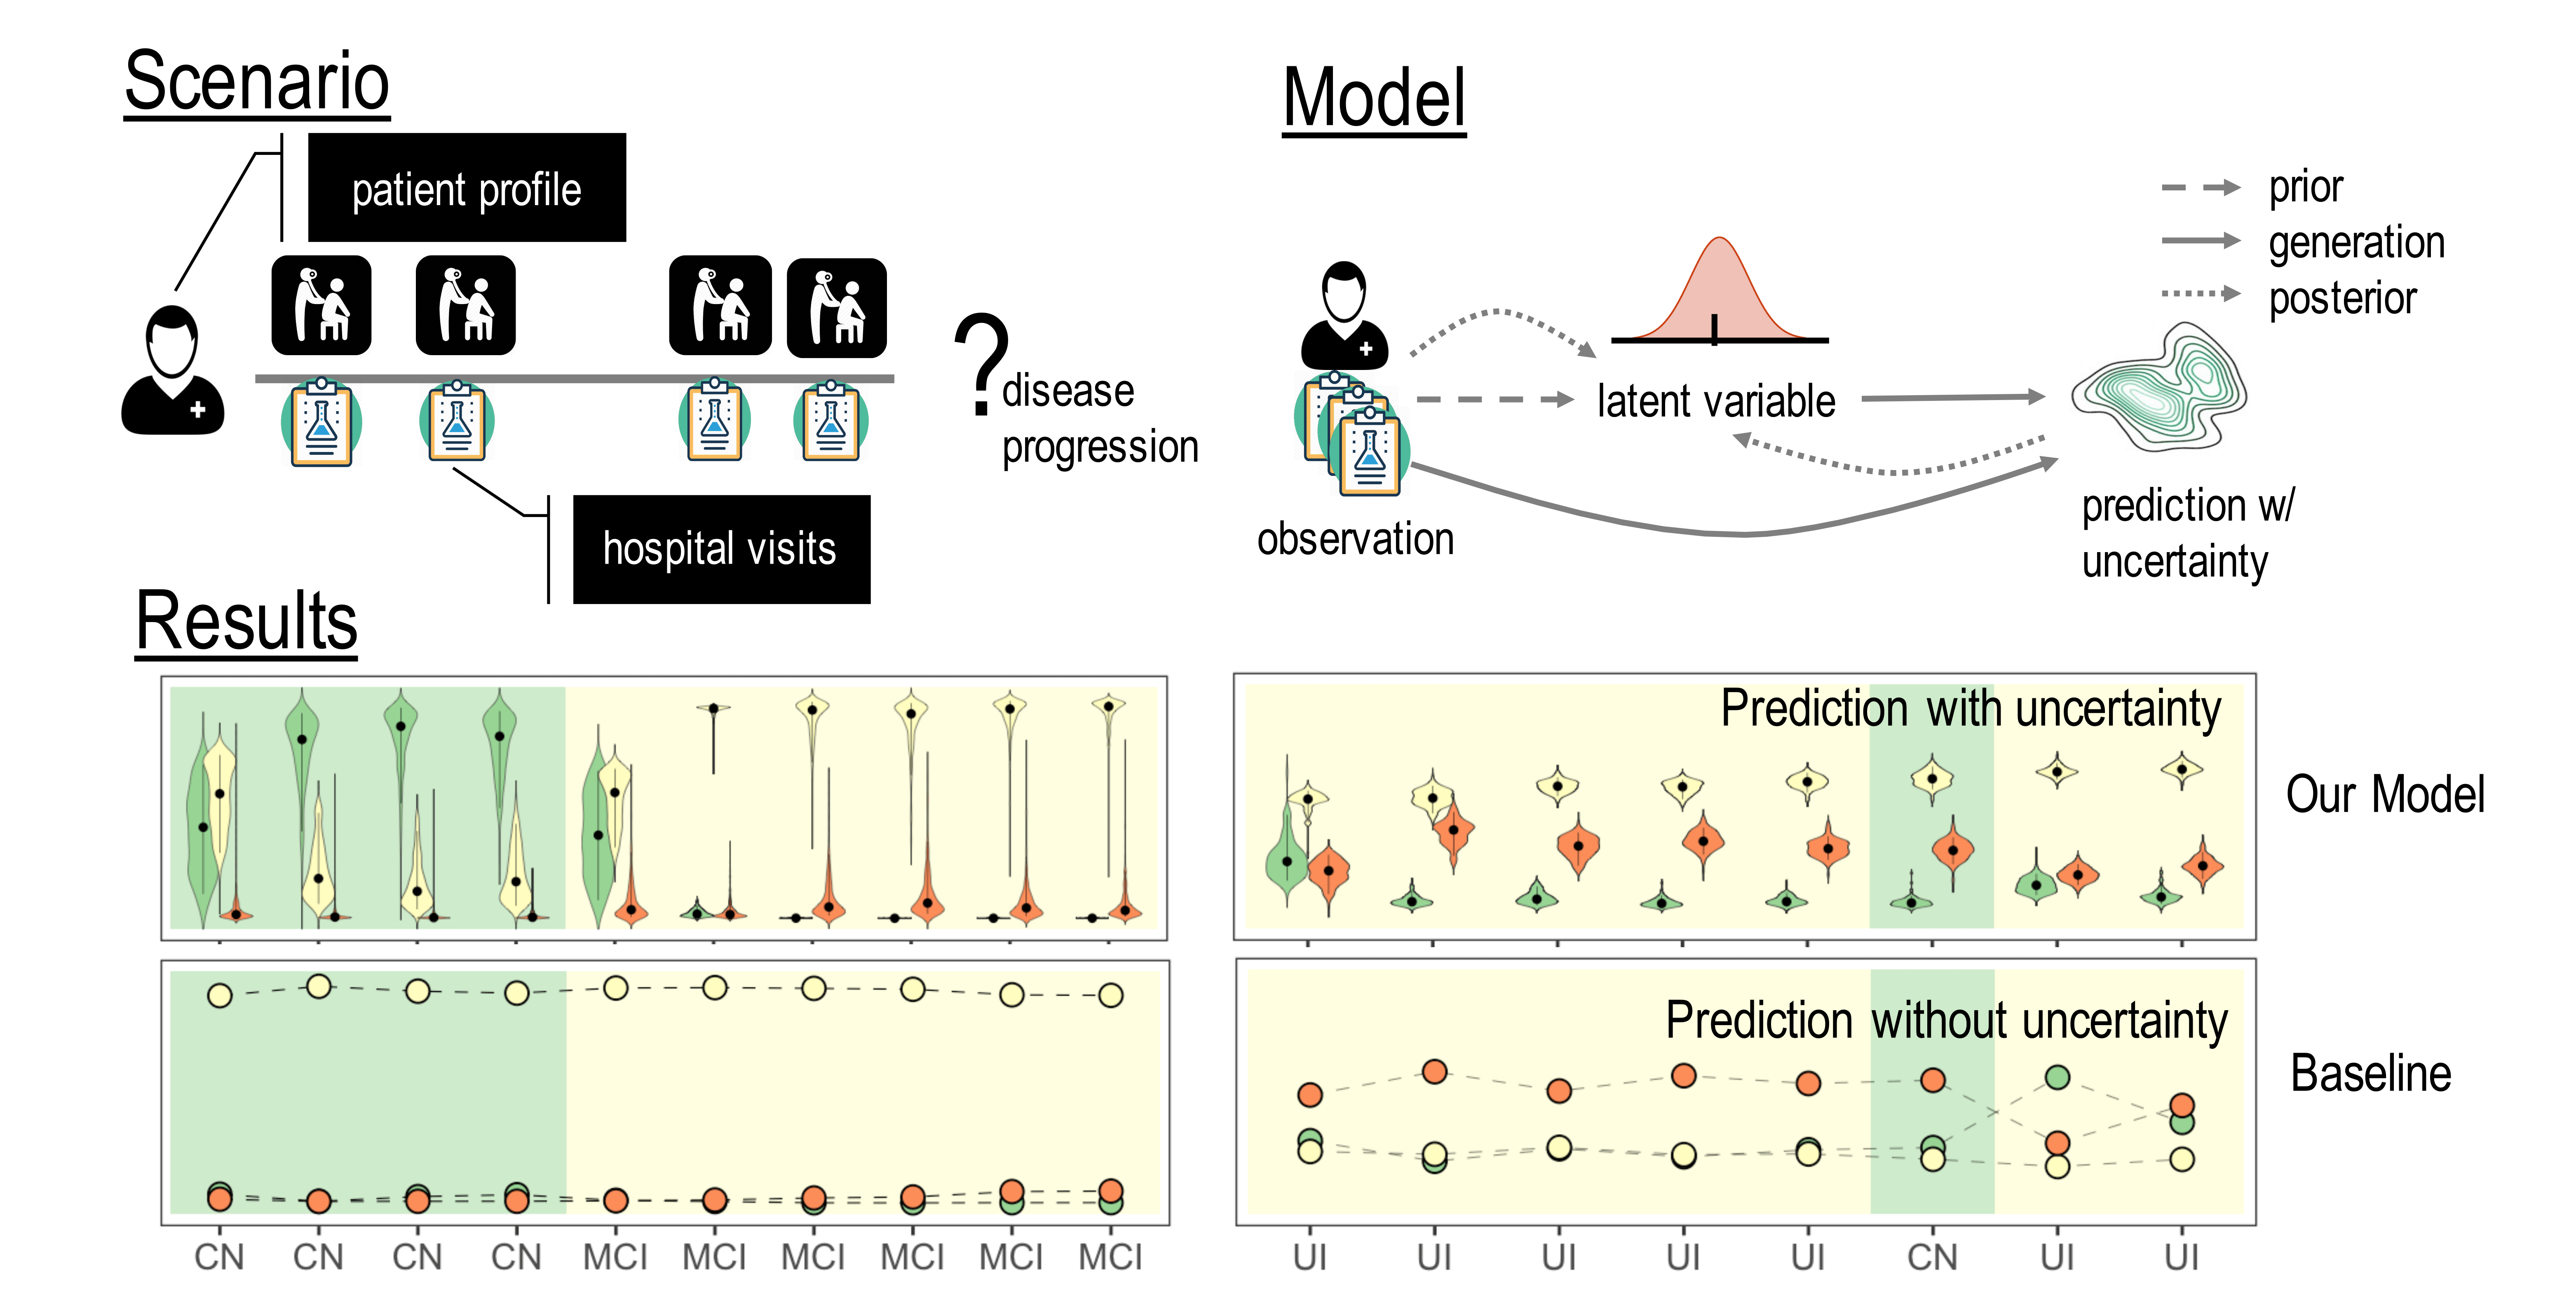 Scenario
patient profile
?
disease
progression
hospital visits
Model
prior
generation
posterior
latent variable
observation
prediction w/
uncertainty
Results
Prediction with uncertainty
Our Model
Prediction without uncertainty
Baseline
CN CN CN CN MCI MCI MCI MCI MCI MCI
UI UI UI UI UI CN UI UI